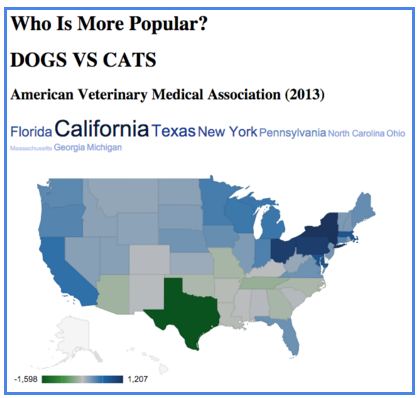 Who Is More Popular?
DOGS VS CATS
American Veterinary Medical Association (2013)
Florida California Texas New York Pennsylvania North Carolina Ohio
Massachusetts Georgia Michigan
-1,598 1,207